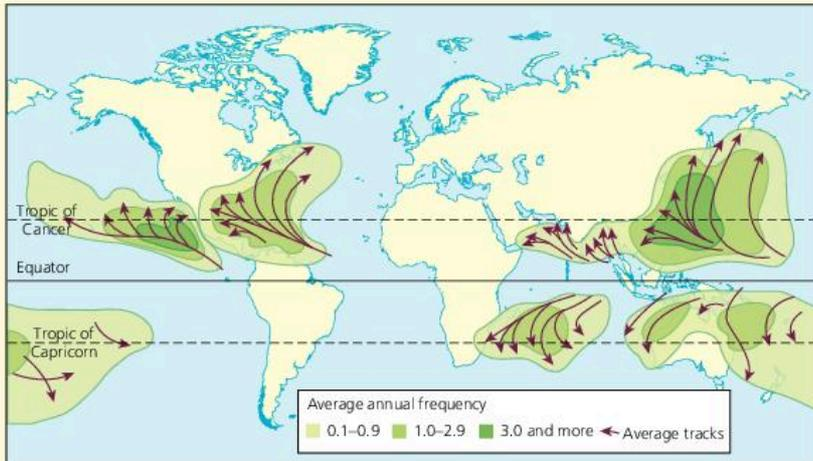 Tropic of
Cancer
Equator
Tropic of
Capricorn
Average annual frequency
0.1–0.9 1.0–2.9 3.0 and more Average tracks